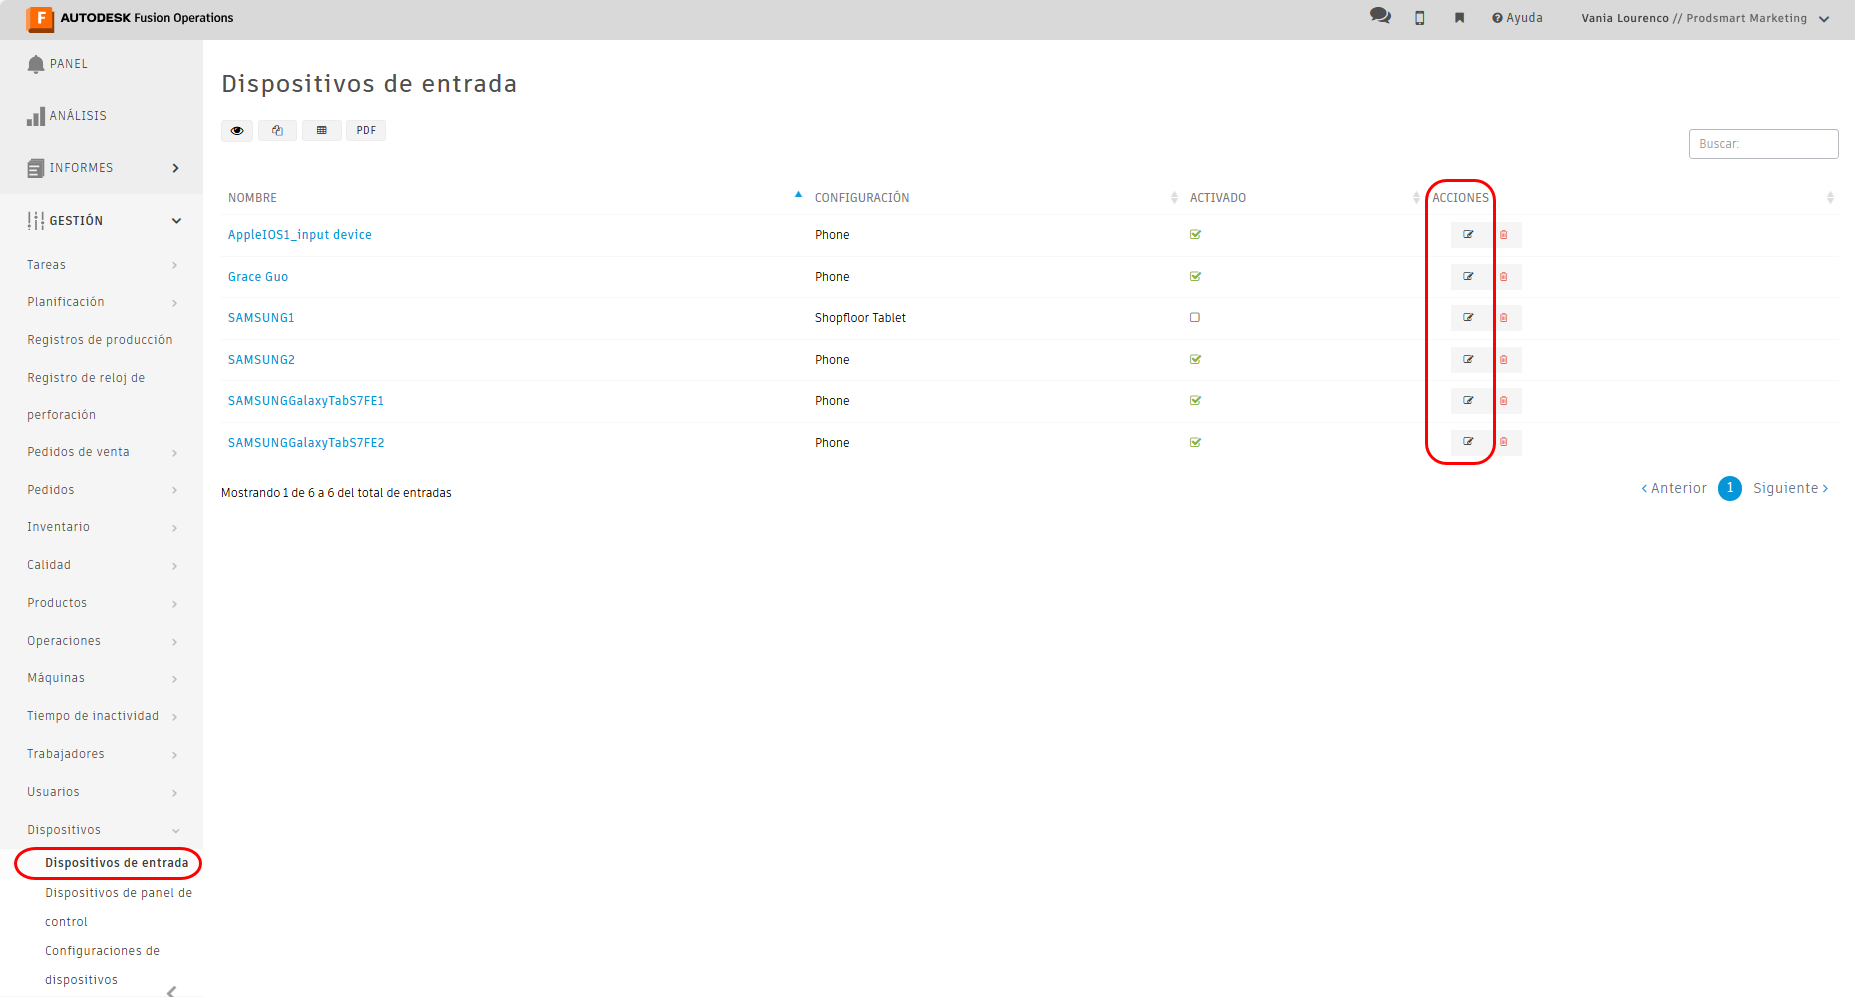 F AUTODESK Fusion Operations
Ayuda
Vania Lourenco // Prodsmart Marketing
PANEL
ANÁLISIS
INFORMES
GESTIÓN
Tareas
Planificación
Registros de producción
Registro de reloj de
perforación
Pedidos de venta
Pedidos
Inventario
Calidad
Productos
Operaciones
Máquinas
Tiempo de inactividad
Trabajadores
Usuarios
Dispositivos
Dispositivos de entrada
Dispositivos de panel de
control
Configuraciones de
dispositivos
Dispositivos de entrada
PDF
Buscar:
NOMBRE CONFIGURACIÓN ACTIVADO ACCIONES
AppleIOS1_input device Phone
Grace Guo Phone
SAMSUNG1 Shopfloor Tablet
SAMSUNG2 Phone
SAMSUNGGalaxyTabS7FE1 Phone
SAMSUNGGalaxyTabS7FE2 Phone
Mostrando 1 de 6 a 6 del total de entradas
‹ Anterior 1 Siguiente ›